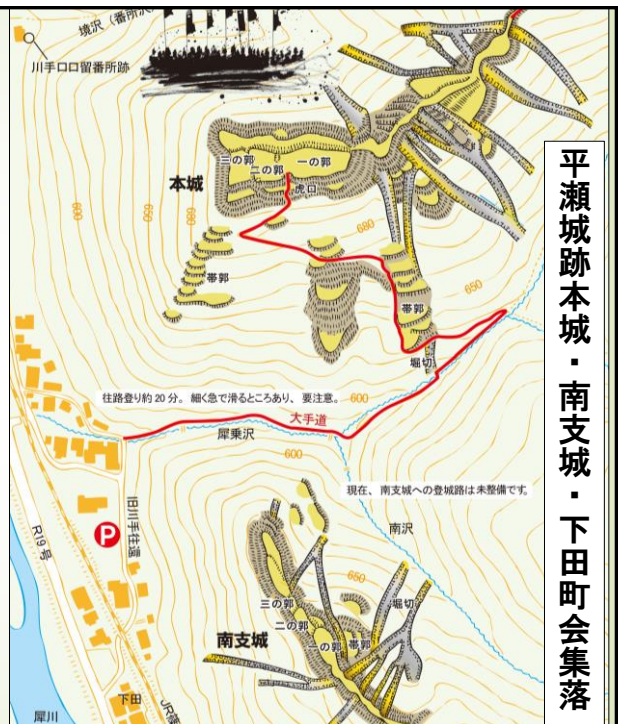 境沢（番所沢
川手口口留番所跡
三の郭
二の郭
一の郭
本城
虎口
600
650
680
680
帯郭
650
帯郭
堀切
往路登り約20分。細く急で滑るところあり、要注意。
600
大手道
犀乗沢
600
現在、南支城への登城路は未整備です。
旧川手往還
P
R19号
南沢
650
三の郭
二の郭
一の郭
帯郭
堀切
南支城
下田
JR篠
犀川
平瀬城跡本城・南支城・下田町会集落